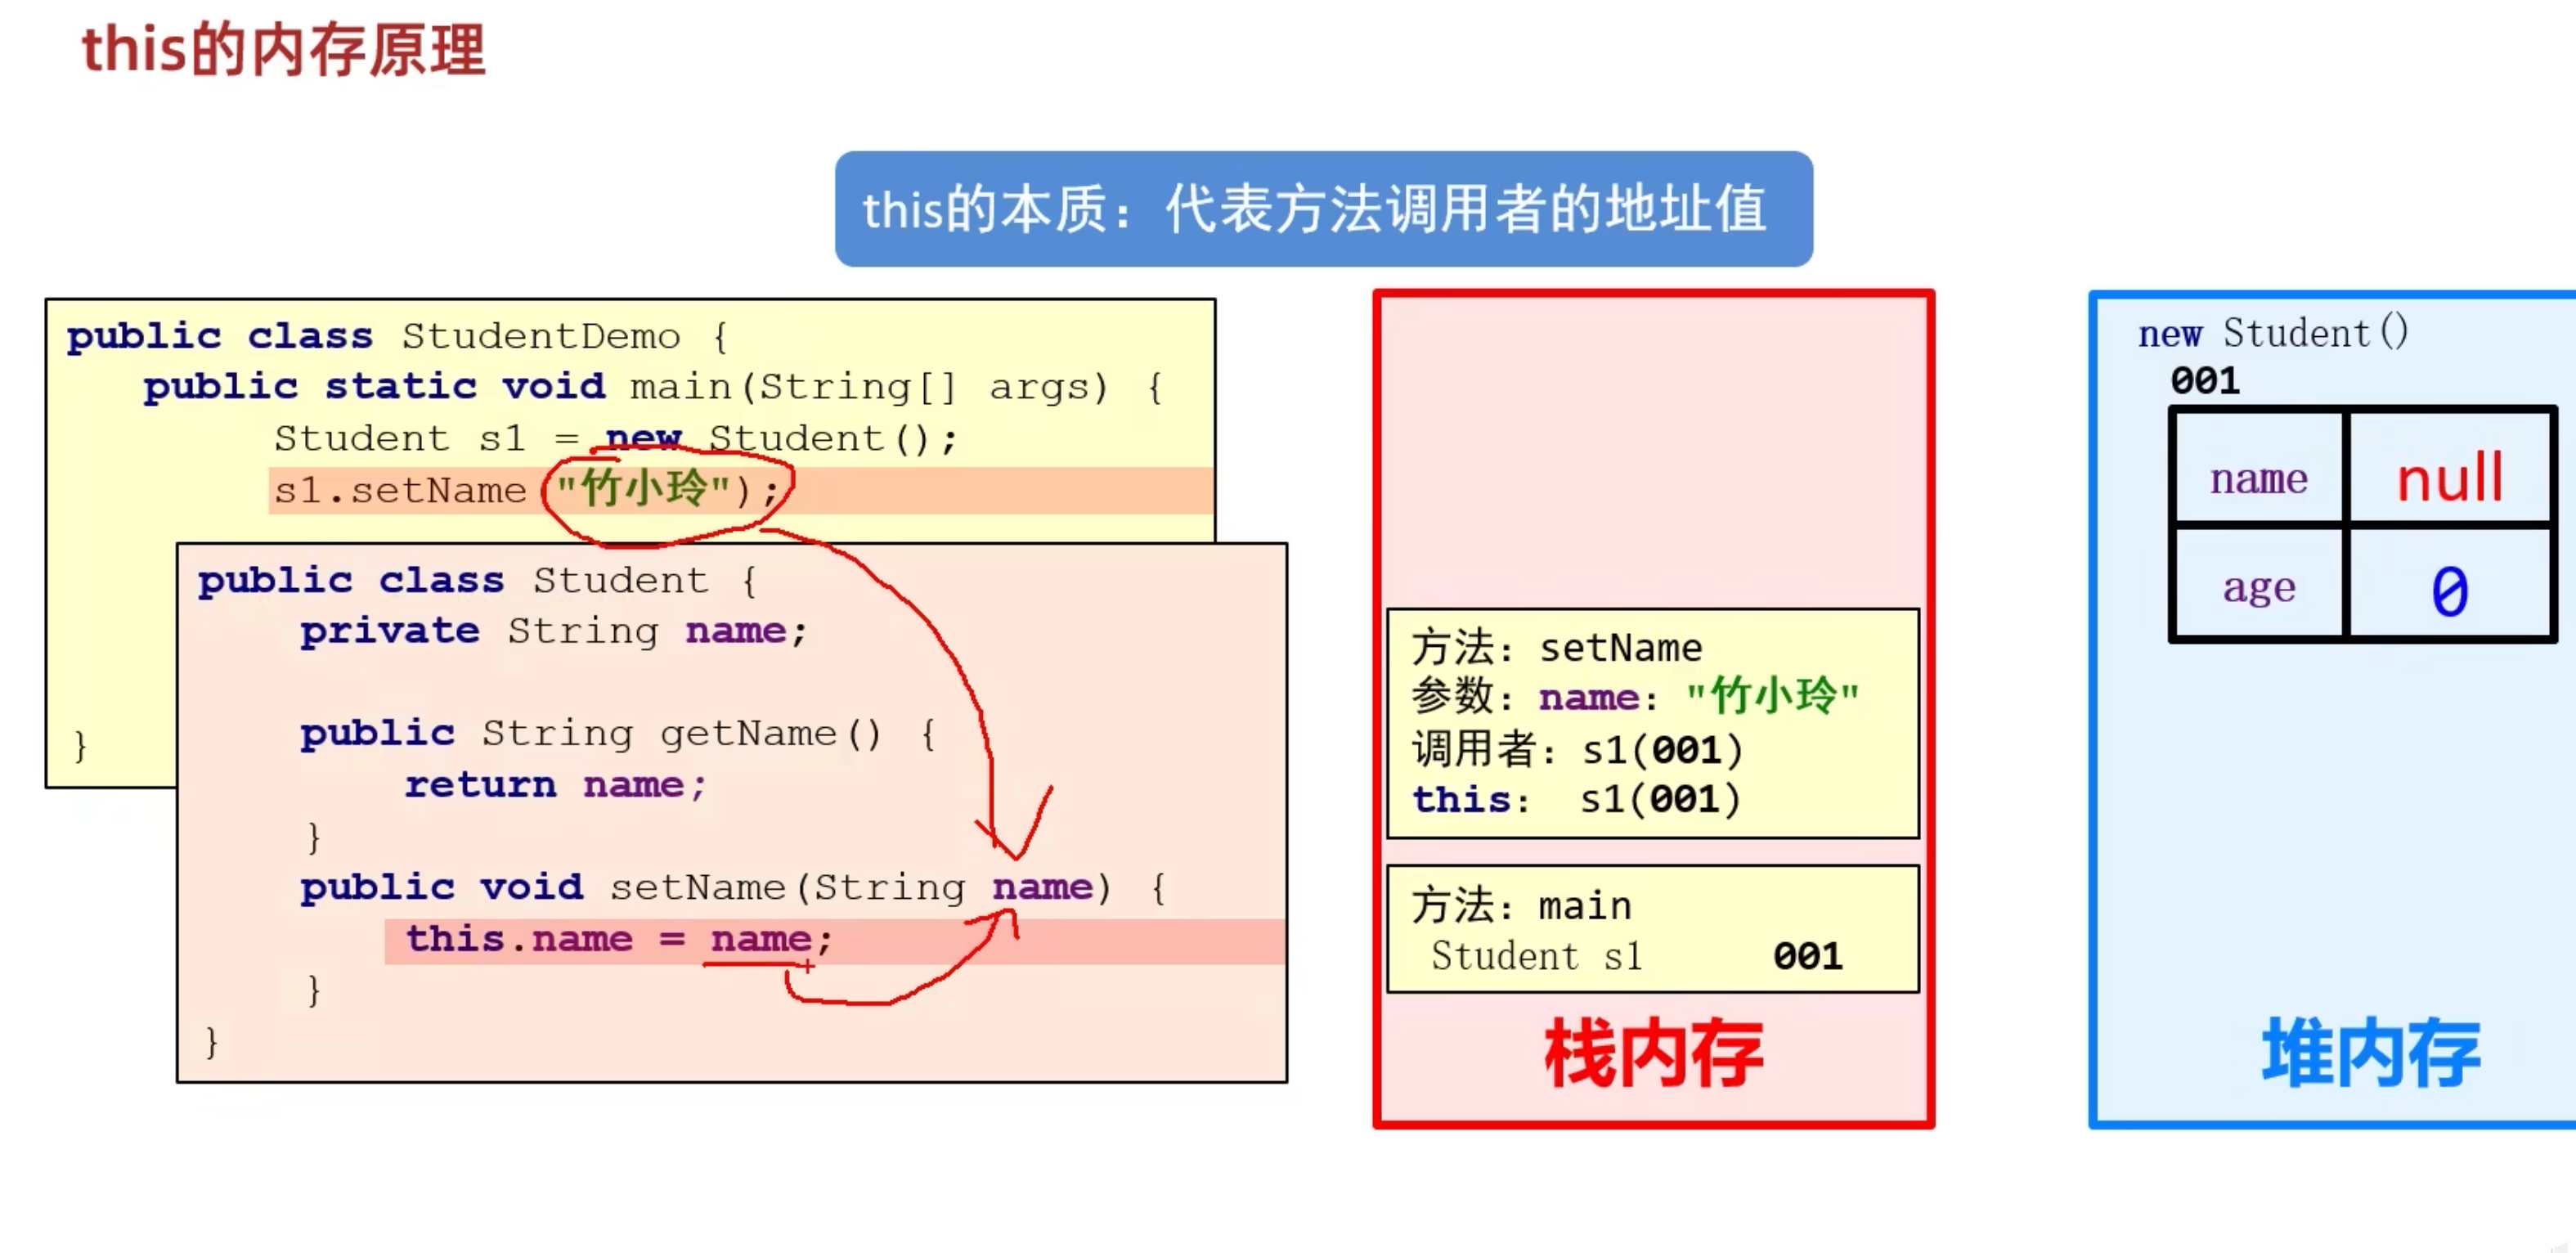 this的内存原理
this的本质：代表方法调用者的地址值
public class StudentDemo {
public static void main(String[] args) {
Student s1 = new Student();
s1.setName("竹小玲");
}
public class Student {
private String name;
public String getName() {
return name;
}
public void setName(String name) {
this.name = name;
}
}
方法：setName
参数：name："竹小玲"
调用者：s1(001)
this： s1(001)
方法：main
Student s1 001
栈内存
new Student()
001
name null
age 0
堆内存